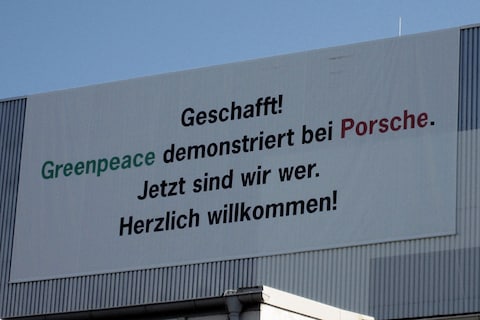 Geschafft!
Greenpeace demonstriert bei Porsche.
Jetzt sind wir wer.
Herzlich willkommen!